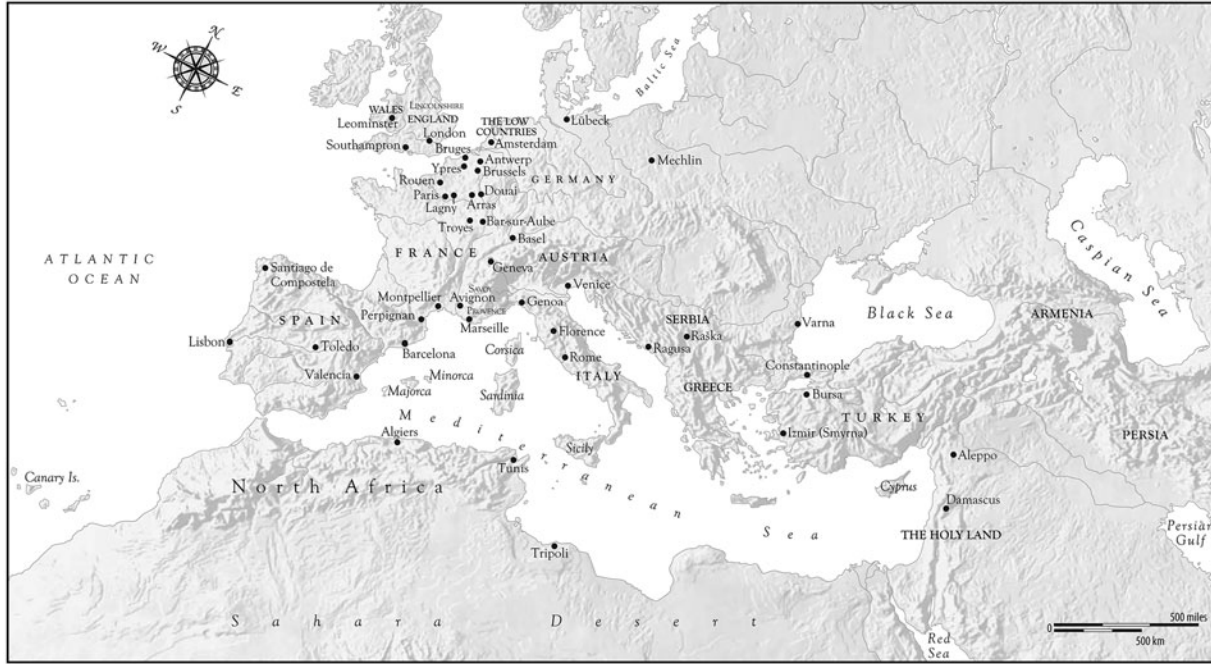 N
W
E
S
Baltic Sea
WALES
LINCOLNSHIRE
Leominster
ENGLAND
THE LOW
COUNTRIES
Lübeck
London
Southampton
Bruges
Amsterdam
Antwerp
Mechlin
Ypres
Brussels
Rouen
GERMANY
Paris
Douai
Lagny
Arras
Troyes
Bar-sur-Aube
Basel
ATLANTIC
OCEAN
FRANCE
AUSTRIA
Geneva
Santiago de
Compostela
Caspian Sea
SAVOY
Venice
Montpellier
Avignon
Genoa
PROVENCE
Perpignan
Marseille
SPAIN
SERBIA
Black Sea
ARMENIA
Varna
Florence
Raška
Lisbon
Toledo
Barcelona
Corsica
Rome
Ragusa
Constantinople
Valencia
Minorca
ITALY
Majorca
Sardinia
GREECE
Bursa
TURKEY
Mediterranean Sea
Algiers
Izmir (Smyrna)
PERSIA
Sicily
Aleppo
Tunis
Canary Is.
North Africa
Cyprus
Damascus
THE HOLY LAND
Persian
Gulf
Tripoli
Sahara Desert
500 miles
0
500 km
Red
Sea